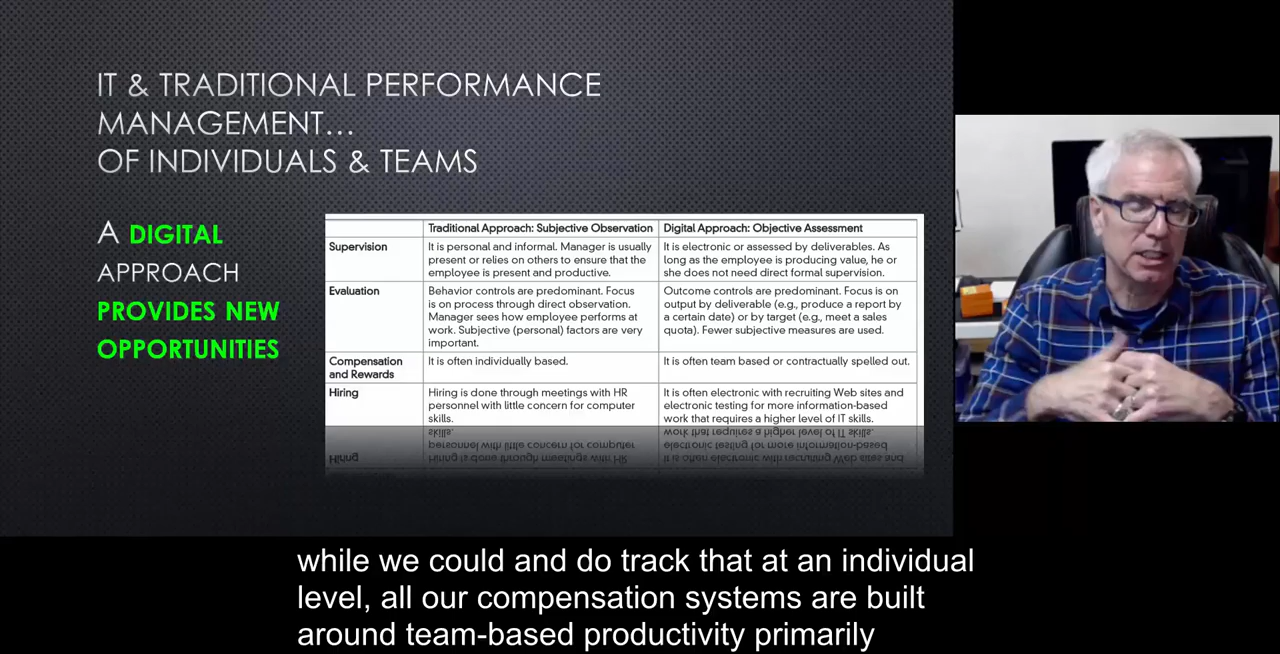 IT & TRADITIONAL PERFORMANCE
MANAGEMENT…
OF INDIVIDUALS & TEAMS
A DIGITAL
APPROACH
PROVIDES NEW
OPPORTUNITIES
Traditional Approach: Subjective Observation
Digital Approach: Objective Assessment
Supervision
It is personal and informal. Manager is usually
present or relies on others to ensure that the
employee is present and productive.
It is electronic or assessed by deliverables. As
long as the employee is producing value, he or
she does not need direct formal supervision.
Evaluation
Behavior controls are predominant. Focus
is on process through direct observation.
Manager sees how employee performs at
work. Subjective (personal) factors are very
important.
Outcome controls are predominant. Focus is on
output by deliverable (e.g., produce a report by
a certain date) or by target (e.g., meet a sales
quota). Fewer subjective measures are used.
Compensation
and Rewards
It is often individually based.
It is often team based or contractually spelled out.
Hiring
Hiring is done through meetings with HR
personnel with little concern for computer
skills.
It is often electronic with recruiting Web sites and
electronic testing for more information-based
work that requires a higher level of IT skills.
while we could and do track that at an individual
level, all our compensation systems are built
around team-based productivity primarily